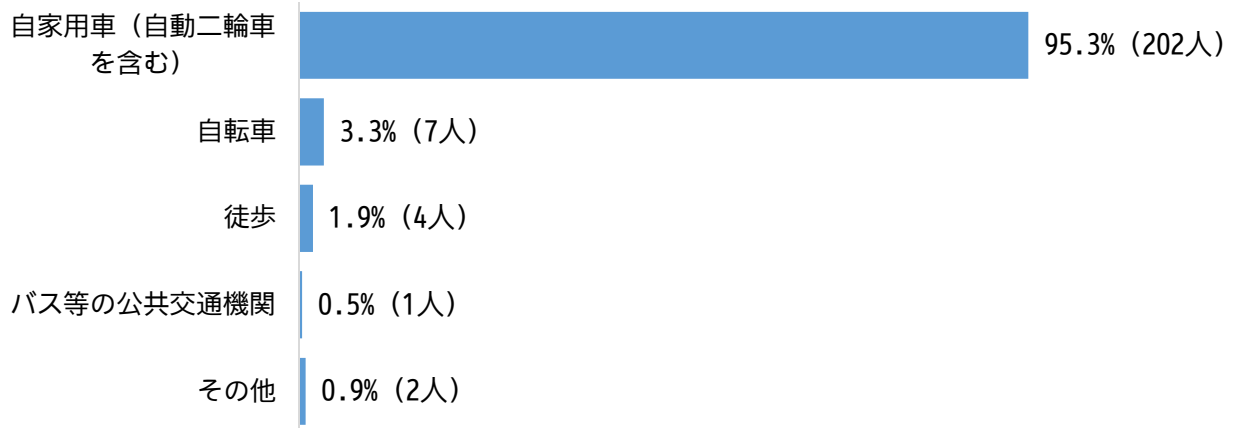 自家用車（自動二輪車
を含む）
95.3%（202人）
自転車
3.3%（7人）
徒歩
1.9%（4人）
バス等の公共交通機関
0.5%（1人）
その他
0.9%（2人）